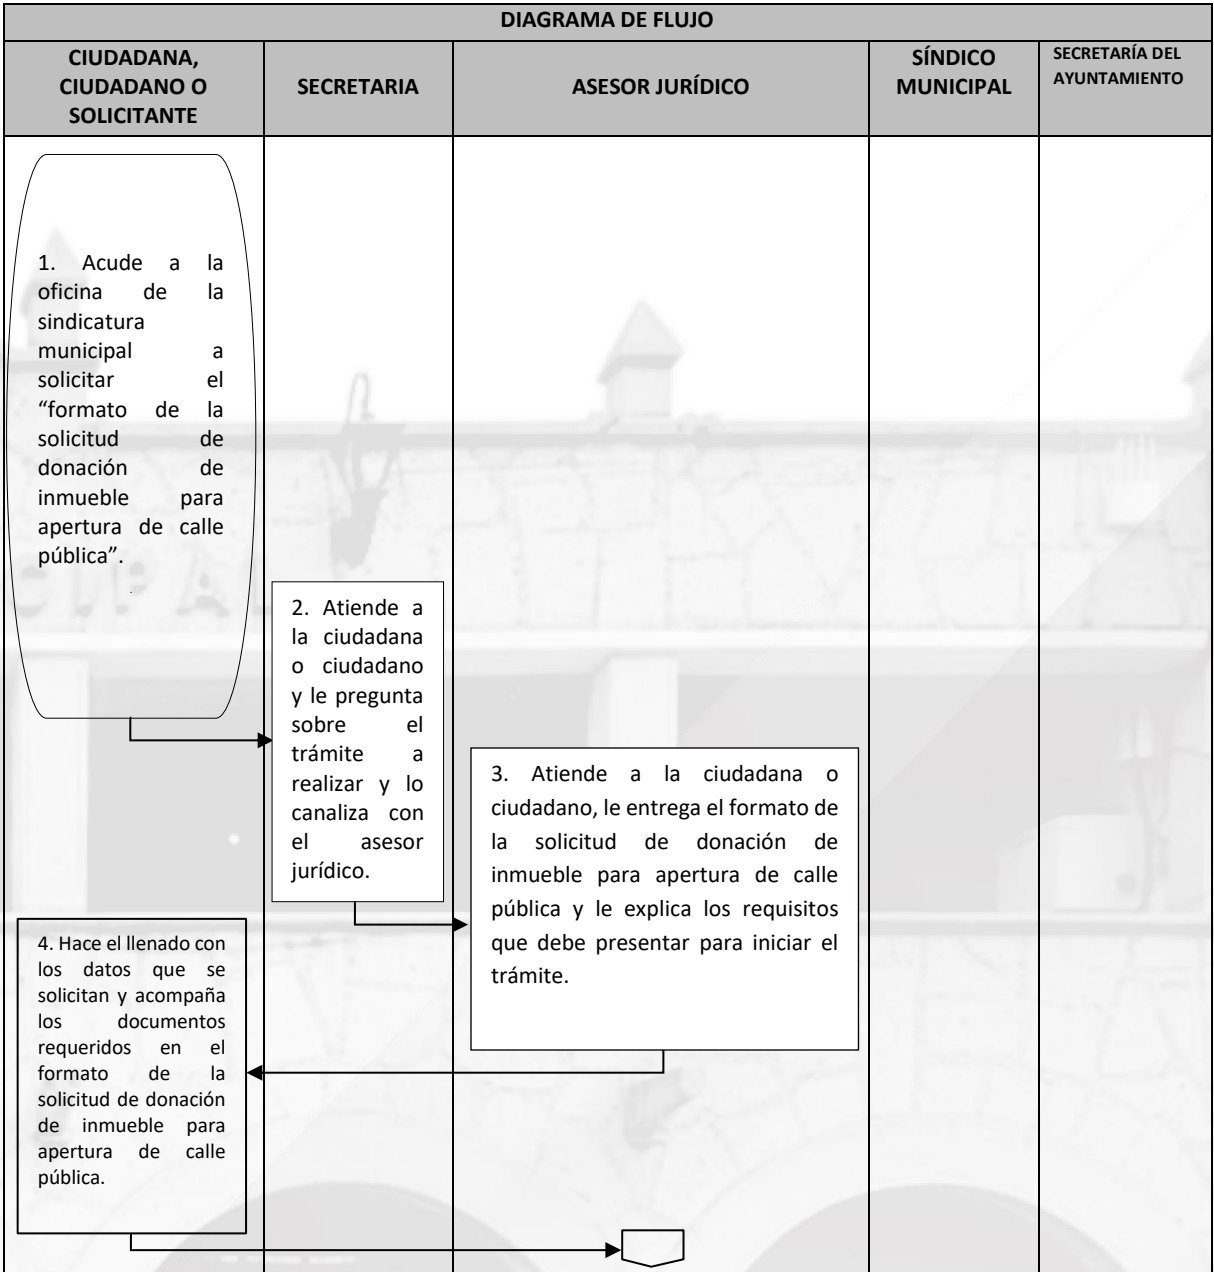 DIAGRAMA DE FLUJO
CIUDADANA,
CIUDADANO O
SOLICITANTE
SECRETARIA
ASESOR JURÍDICO
SÍNDICO
MUNICIPAL
SECRETARÍA DEL
AYUNTAMIENTO
1. Acude a la
oficina de la
sindicatura
municipal a
solicitar el
“formato de la
solicitud de
donación de
inmueble para
apertura de calle
pública”.
2. Atiende a
la ciudadana
o ciudadano
y le pregunta
sobre el
trámite a
realizar y lo
canaliza con
el asesor
jurídico.
3. Atiende a la ciudadana o
ciudadano, le entrega el formato de
la solicitud de donación de
inmueble para apertura de calle
pública y le explica los requisitos
que debe presentar para iniciar el
trámite.
4. Hace el llenado con
los datos que se
solicitan y acompaña
los documentos
requeridos en el
formato de la
solicitud de donación
de inmueble para
apertura de calle
pública.
CIPAL